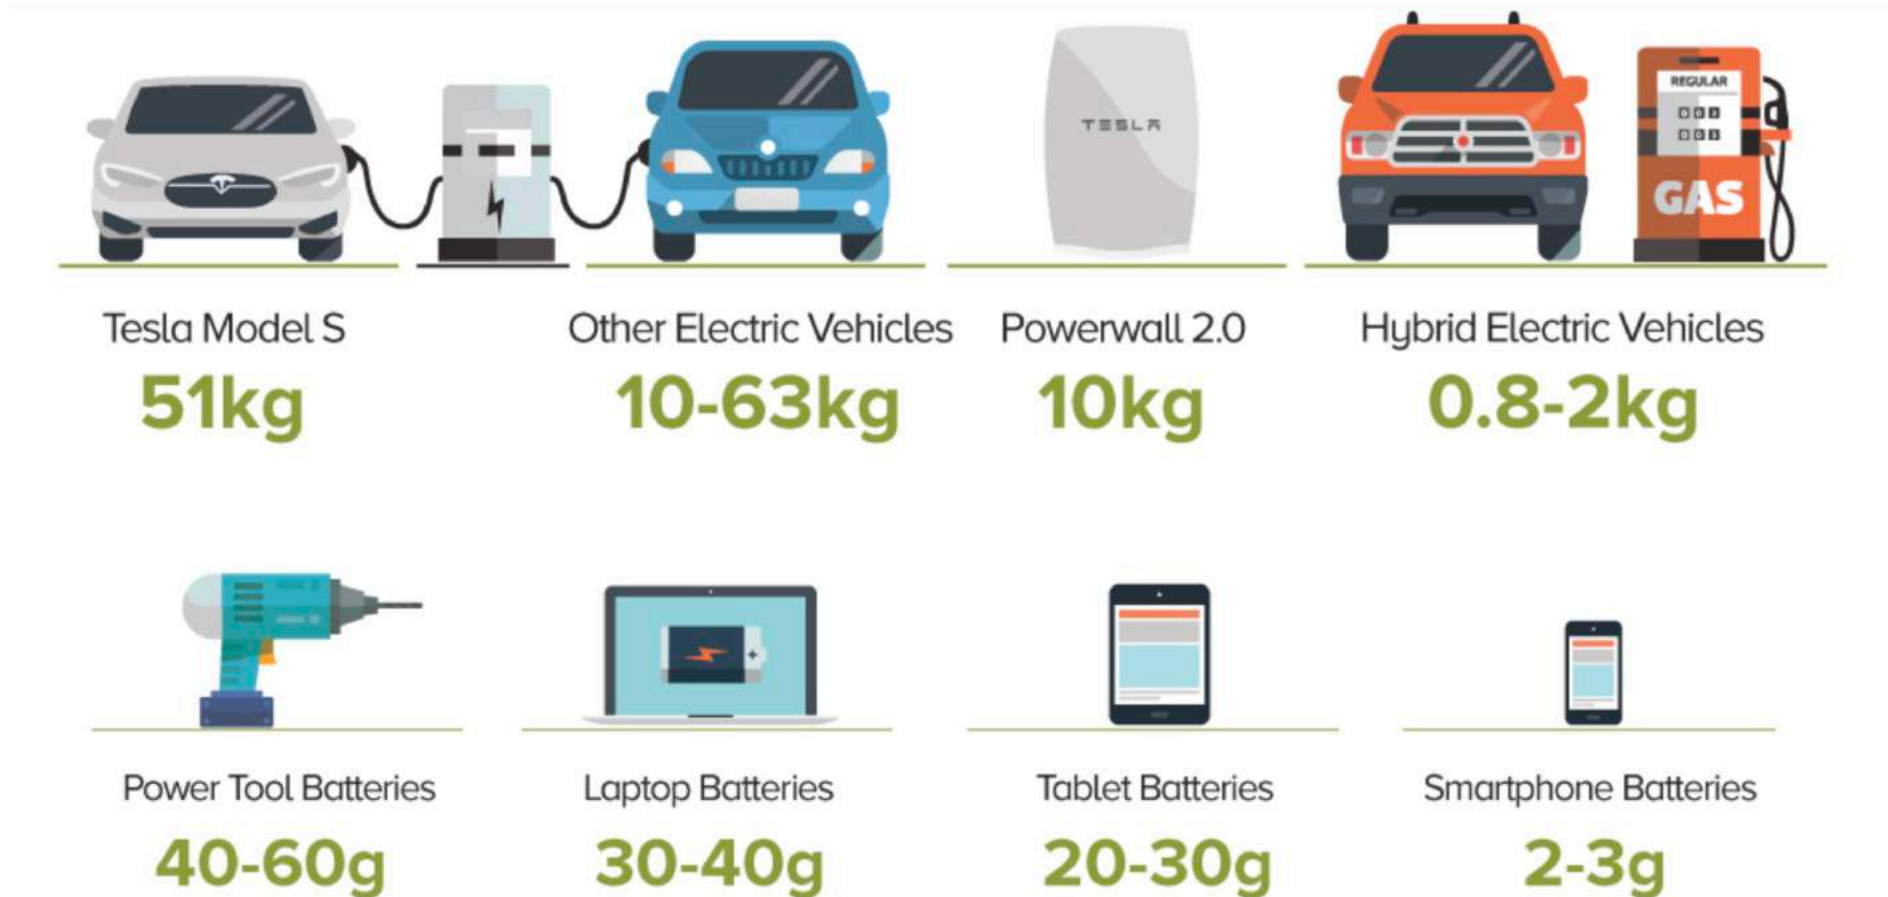 TESLA
REGULAR
003
003
GAS
Tesla Model S
Other Electric Vehicles
Powerwall 2.0
Hybrid Electric Vehicles
51kg
10-63kg
10kg
0.8-2kg
Power Tool Batteries
Laptop Batteries
Tablet Batteries
Smartphone Batteries
40-60g
30-40g
20-30g
2-3g